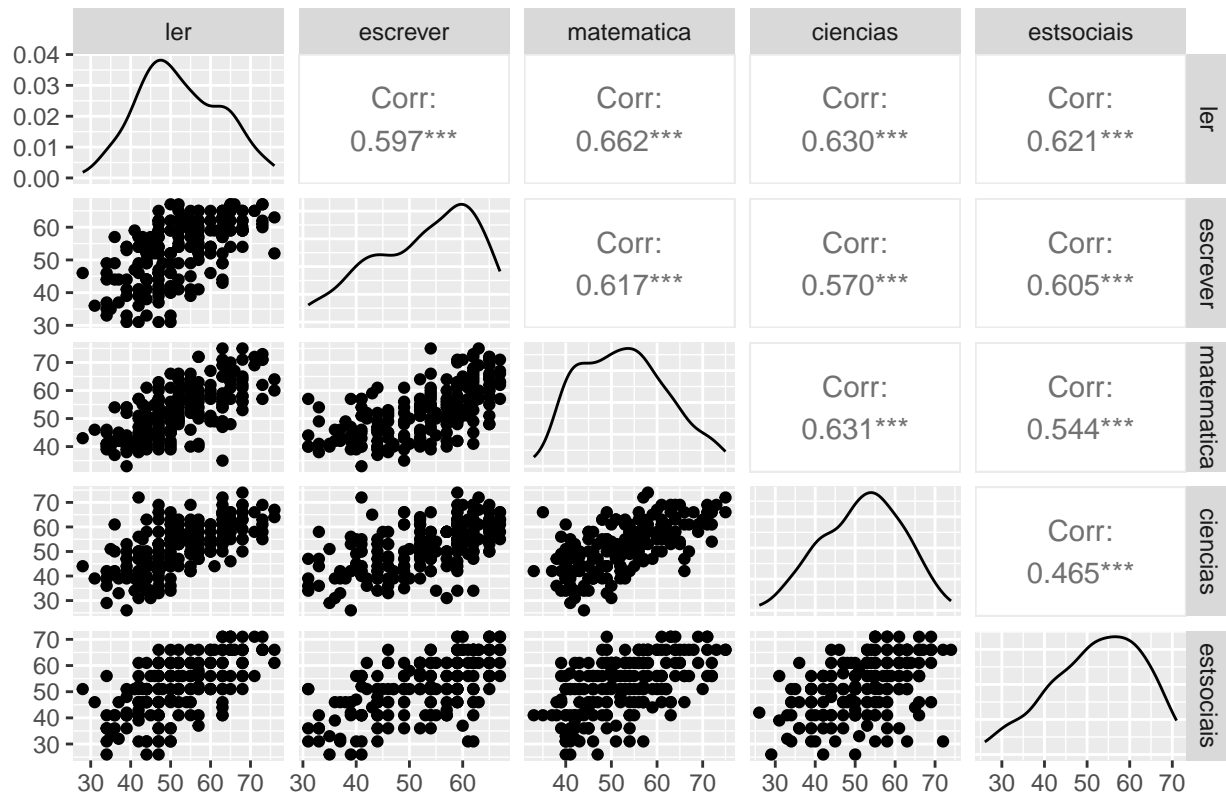 ler escrever matematica ciencias estsociais
0.04
0.03
0.02
0.01
0.00
Corr:
0.597***
Corr:
0.662***
Corr:
0.630***
Corr:
0.621***
ler
60
50
40
30
Corr:
0.617***
Corr:
0.570***
Corr:
0.605***
escrever
70
60
50
40
Corr:
0.631***
Corr:
0.544***
matematica
70
60
50
40
30
Corr:
0.465***
ciencias
70
60
50
40
30
estsociais
30 40 50 60 70 30 40 50 60 40 50 60 70 30 40 50 60 70 30 40 50 60 70